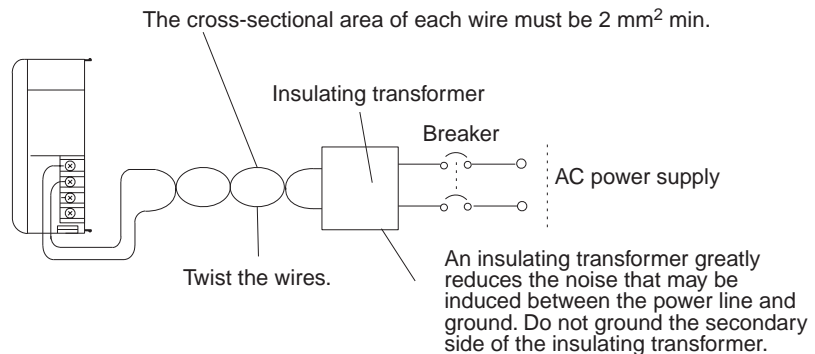 The cross-sectional area of each wire must be 2 mm² min.
Insulating transformer
Breaker
AC power supply
Twist the wires.
An insulating transformer greatly
reduces the noise that may be
induced between the power line and
ground. Do not ground the secondary
side of the insulating transformer.